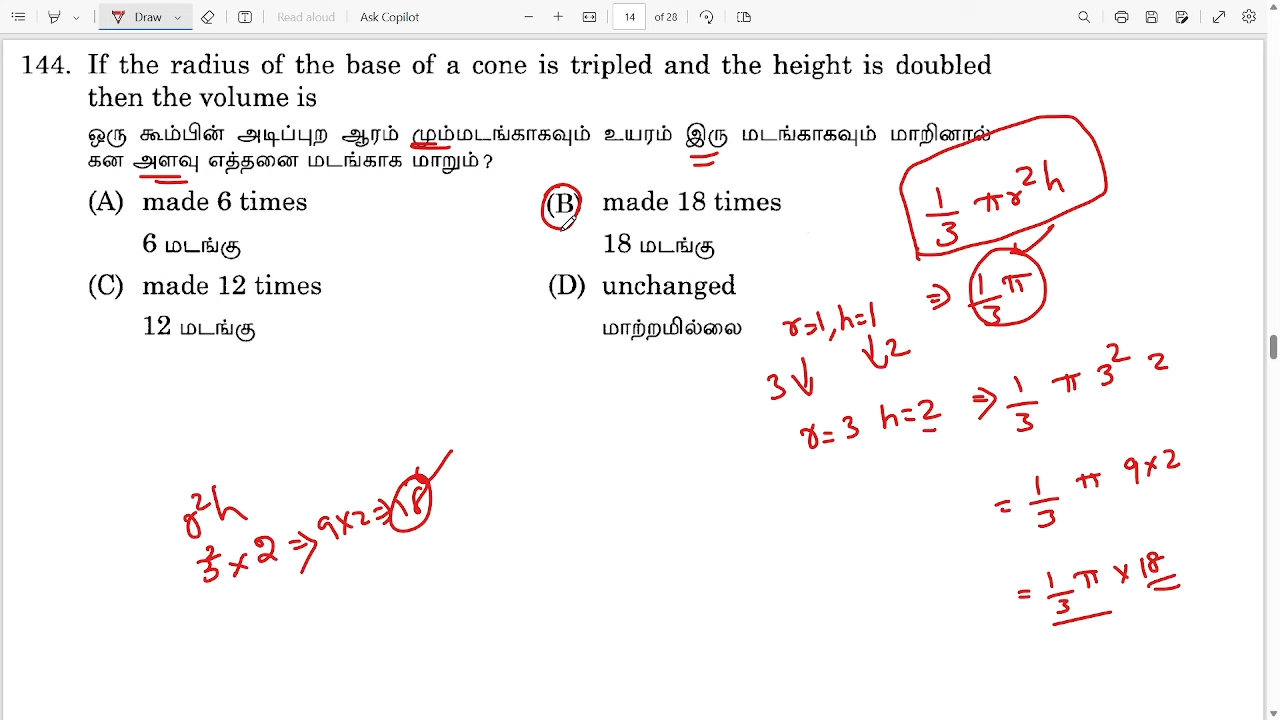 Draw
Read aloud
Ask Copilot
14
of 28
144. If the radius of the base of a cone is tripled and the height is doubled
then the volume is
ஒரு கூம்பின் அடிப்புற ஆரம் மும்மடங்காகவும் உயரம் இரு மடங்காகவும் மாறினால்
கன அளவு எத்தனை மடங்காக மாறும்?
(A) made 6 times
6 மடங்கு
(B) made 18 times
18 மடங்கு
(C) made 12 times
12 மடங்கு
(D) unchanged
மாற்றமில்லை
1/3 πr²h
⇒ 1/3 π
r=1, h=1
3 2
r=3 h=2 ⇒ 1/3 π 3² 2
= 1/3 π 9×2
= 1/3 π × 18
r²h
3² × 2 ⇒ 9×2 ⇒ 18